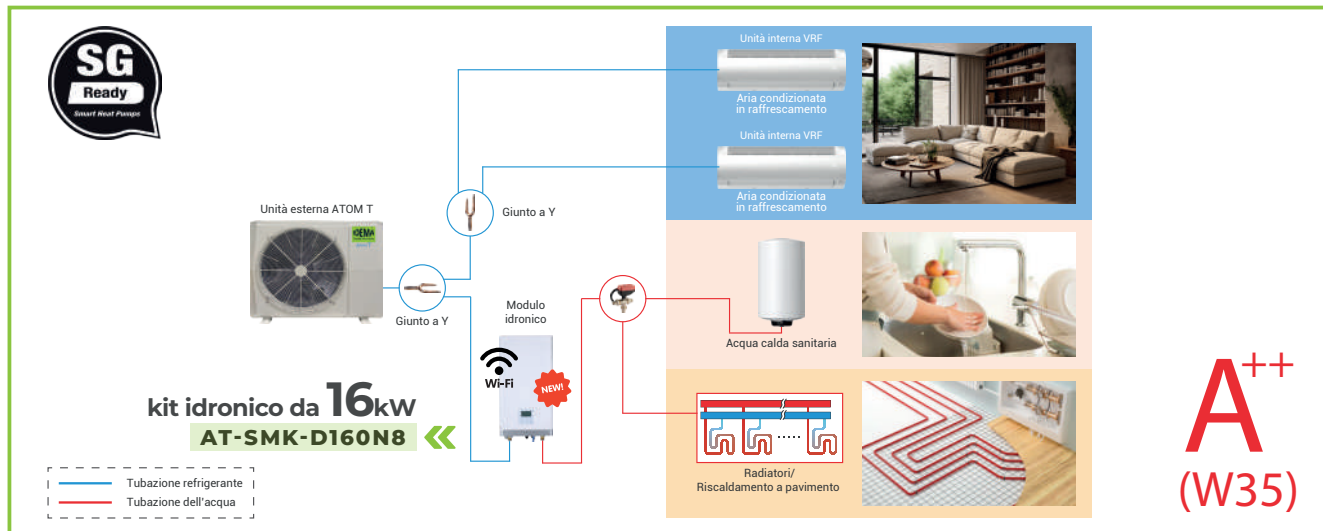 SG
Ready
Smart Heat Pumps
Unità interna VRF
Aria condizionata
in raffrescamento
Unità interna VRF
Aria condizionata
in raffrescamento
Unità esterna ATOM T
Giunto a Y
Giunto a Y
Modulo
idronico
Wi-Fi
NEW!
Acqua calda sanitaria
kit idronico da 16kW
AT-SMK-D160N8
Radiatori/
Riscaldamento a pavimento
Tubazione refrigerante
Tubazione dell'acqua
A++
(W35)